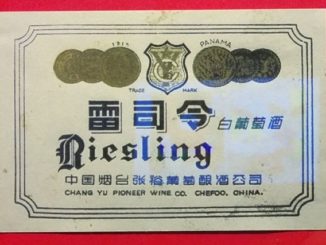 1915 PANAMA
TRADE MARK
雷司令 白葡萄酒
Riesling
中国烟台张裕葡萄酿酒公司
CHANG YU PIONEER WINE CO. CHEFOO, CHINA.